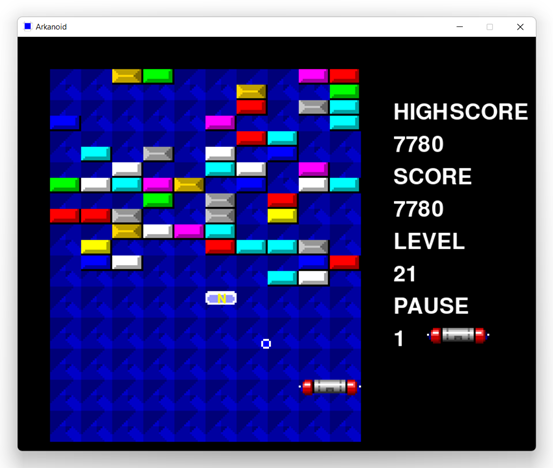 Arkanoid
HIGHSCORE
7780
SCORE
7780
LEVEL
21
PAUSE
1
N